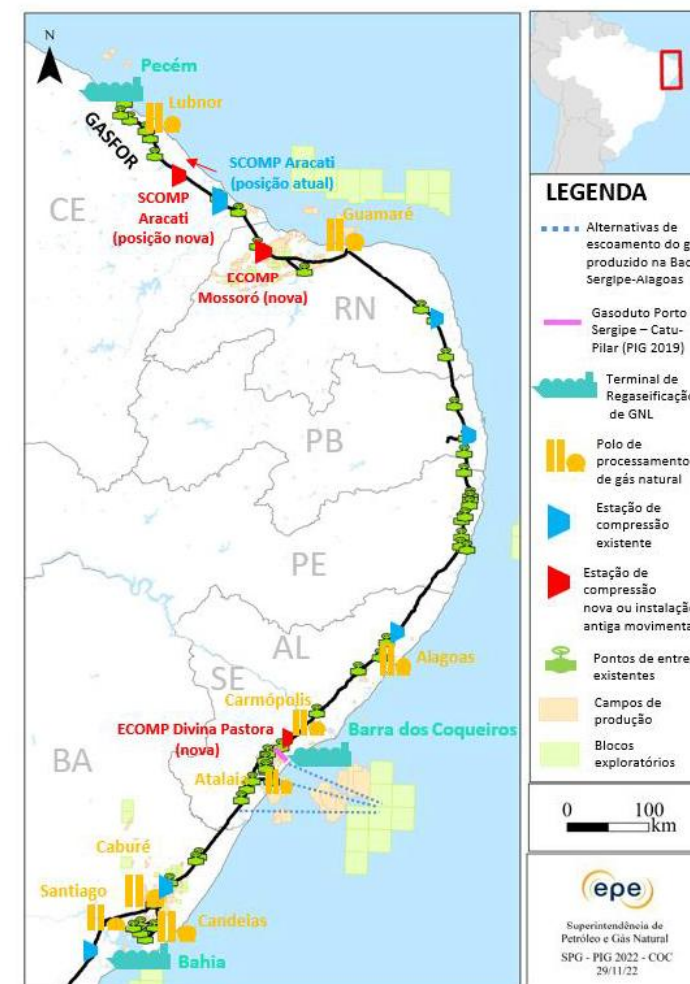 N
Pecém
Lubnor
GASFOR
SCOMP Aracati
(posição atual)
SCOMP
Aracati
(posição nova)
CE
Guamaré
ECOMP
Mossoró (nova)
RN
PB
PE
AL
Alagoas
SE
Carmópolis
ECOMP Divina Pastora
(nova)
Barra dos Coqueiros
BA
Atalaia
Caburé
Santiago
Candeias
Bahia
LEGENDA
Alternativas de
escoamento do
produzido na
Sergipe-Alagoas
Gasoduto Porto
Sergipe – Catu-
Pilar (PIG 2019)
Terminal de
Regaseificação
de GNL
Polo de
processamento
de gás natural
Estação de
compressão
existente
Estação de
compressão
nova ou
antiga
Pontos de
existentes
Campos de
produção
Blocos
exploratórios
0 100
km
epe
Superintendência de
Petróleo e Gás Natural
SPG - PIG 2022 - COC
29/11/22